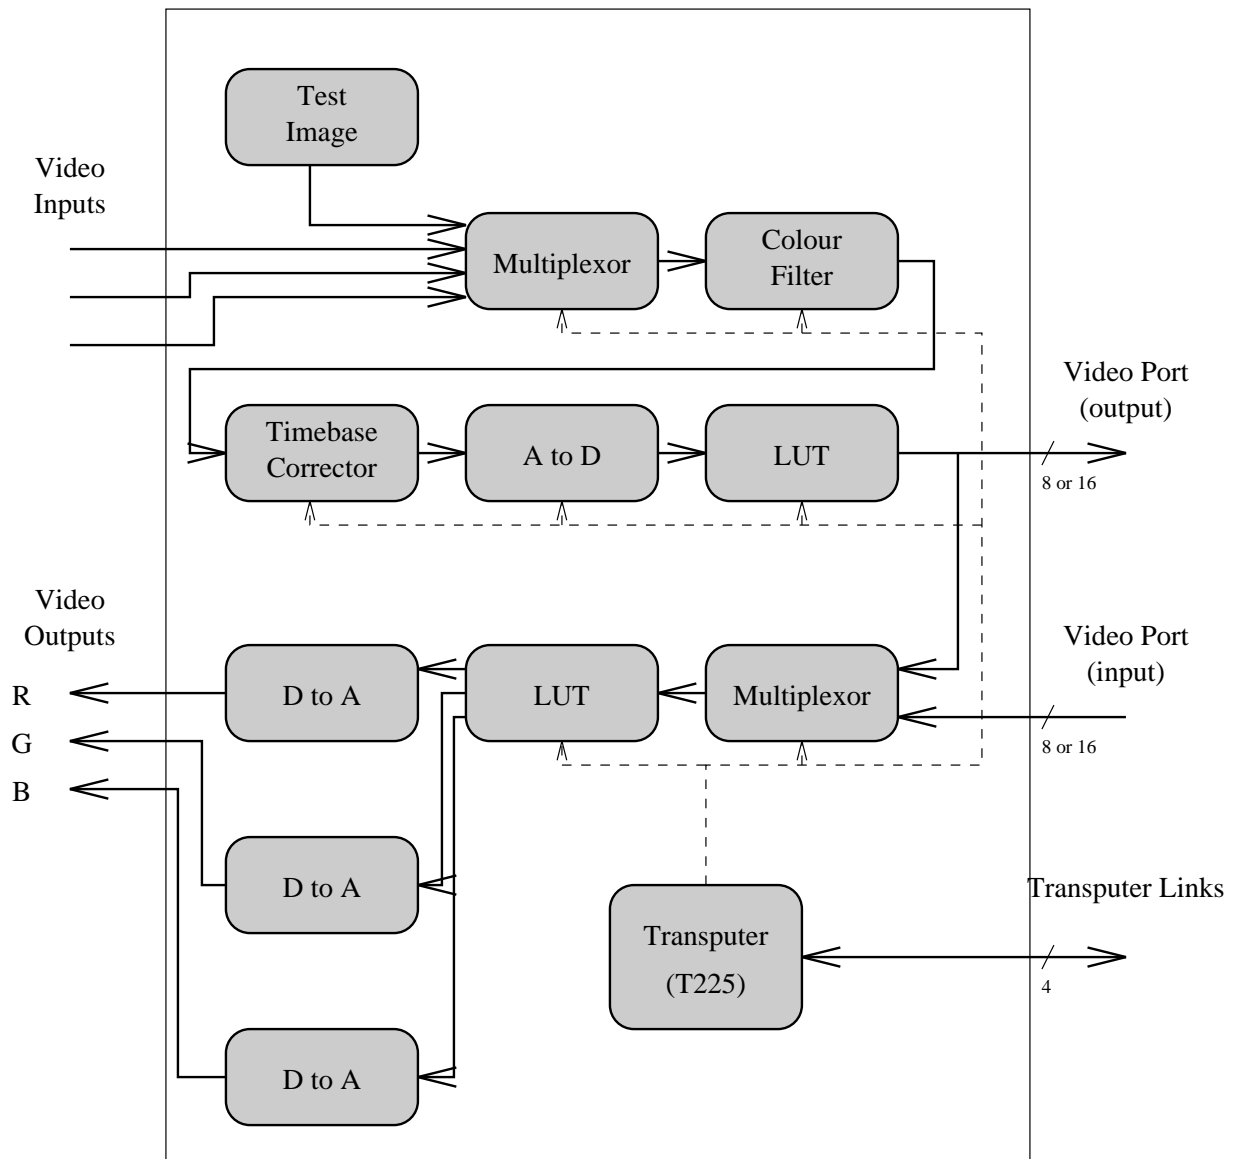 Test
Image
Video
Inputs
Multiplexor
Colour
Filter
Video Port
(output)
Timebase
Corrector
A to D
LUT
8 or 16
Video
Outputs
Video Port
(input)
R
D to A
LUT
Multiplexor
G
8 or 16
B
D to A
Transputer Links
Transputer
(T225)
4
D to A